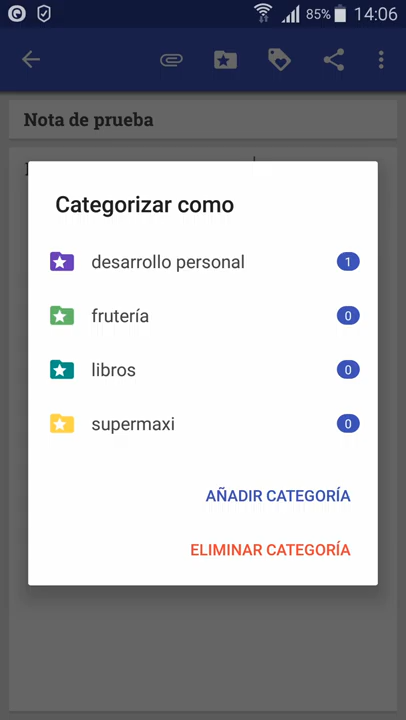 85% 14:06
Nota de prueba
Categorizar como
desarrollo personal 1
frutería 0
libros 0
supermaxi 0
AÑADIR CATEGORÍA
ELIMINAR CATEGORÍA